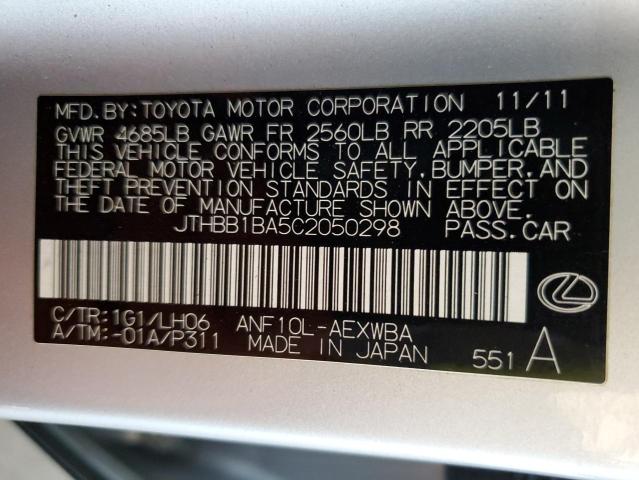 MFD.BY:TOYOTA MOTOR CORPORATION 11/11
GVWR 4685LB GAWR FR 2560LB RR 2205LB
THIS VEHICLE CONFORMS TO ALL APPLICABLE
FEDERAL MOTOR VEHICLE SAFETY,BUMPER,AND
THEFT PREVENTION STANDARDS IN EFFECT ON
THE DATE OF MANUFACTURE SHOWN ABOVE.
JTHBB1BA5C2050298 PASS.CAR
C/TR:1G1/LH06 ANF10L-AEXWBA
A/TM:-01A/P311 MADE IN JAPAN 551 A